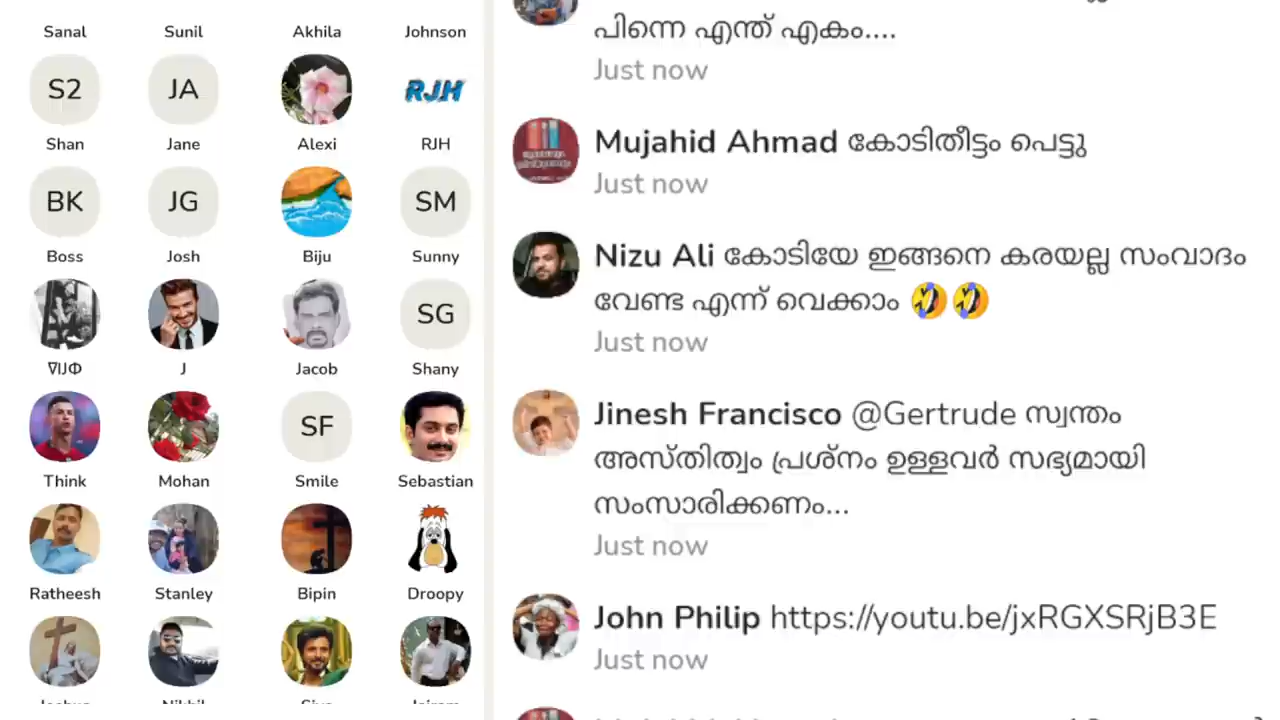 Sanal Sunil Akhila Johnson
S2 JA RJH
Shan Jane Alexi RJH
BK JG SM
Boss Josh Biju Sunny
SG
∇IJΦ J Jacob Shany
SF
Think Mohan Smile Sebastian
Ratheesh Stanley Bipin Droopy
പിന്നെ എന്ത് എകം....
Just now
Mujahid Ahmad കോടിതീട്ടം പെട്ടു
Just now
Nizu Ali കോടിയേ ഇങ്ങനെ കരയല്ല സംവാദം
വേണ്ട എന്ന് വെക്കാം 🤣🤣
Just now
Jinesh Francisco @Gertrude സ്വന്തം
അസ്തിത്വം പ്രശ്നം ഉള്ളവർ സഭ്യമായി
സംസാരിക്കണം...
Just now
John Philip https://youtu.be/jxRGXSRjB3E
Just now